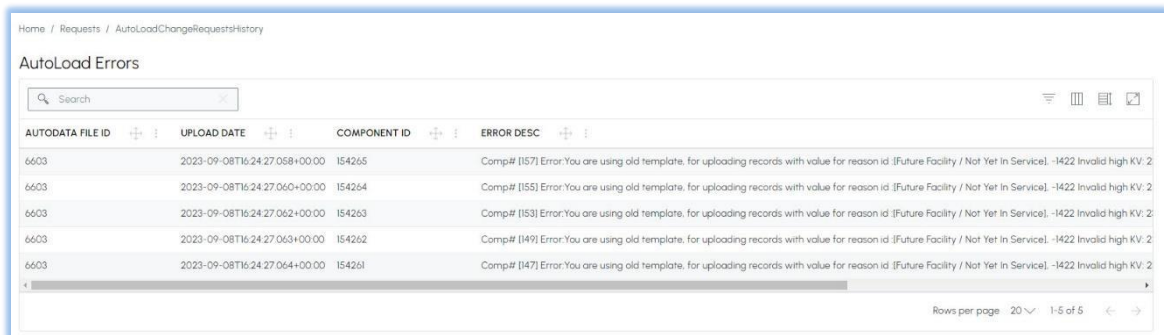 Home / Requests / AutoLoadChangeRequestsHistory
AutoLoad Errors
Search
AUTODATA FILE ID UPLOAD DATE COMPONENT ID ERROR DESC
6603 2023-09-08T16:24:27.058+00:00 154265 Comp# [157] Error:You are using old template, for uploading records with value for reason id :[Future Facility / Not Yet In Service]. -1422 Invalid high KV: 2
6603 2023-09-08T16:24:27.060+00:00 154264 Comp# [155] Error:You are using old template, for uploading records with value for reason id :[Future Facility / Not Yet In Service]. -1422 Invalid high KV: 2
6603 2023-09-08T16:24:27.062+00:00 154263 Comp# [153] Error:You are using old template, for uploading records with value for reason id :[Future Facility / Not Yet In Service]. -1422 Invalid high KV: 2
6603 2023-09-08T16:24:27.063+00:00 154262 Comp# [149] Error:You are using old template, for uploading records with value for reason id :[Future Facility / Not Yet In Service]. -1422 Invalid high KV: 2
6603 2023-09-08T16:24:27.064+00:00 154261 Comp# [147] Error:You are using old template, for uploading records with value for reason id :[Future Facility / Not Yet In Service]. -1422 Invalid high KV: 2
Rows per page 20 1-5 of 5